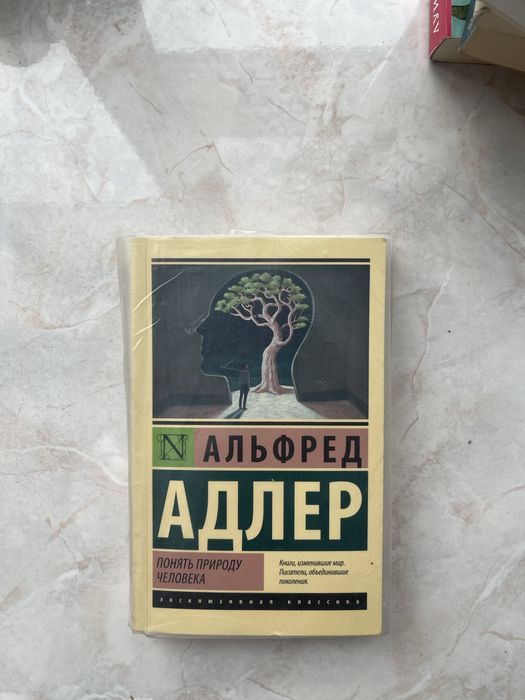 АЛЬФРЕД
АДЛЕР
ПОНЯТЬ ПРИРОДУ
ЧЕЛОВЕКА
Книги, изменившие мир.
Писатели, объединившие
поколения.
эксклюзивная классика